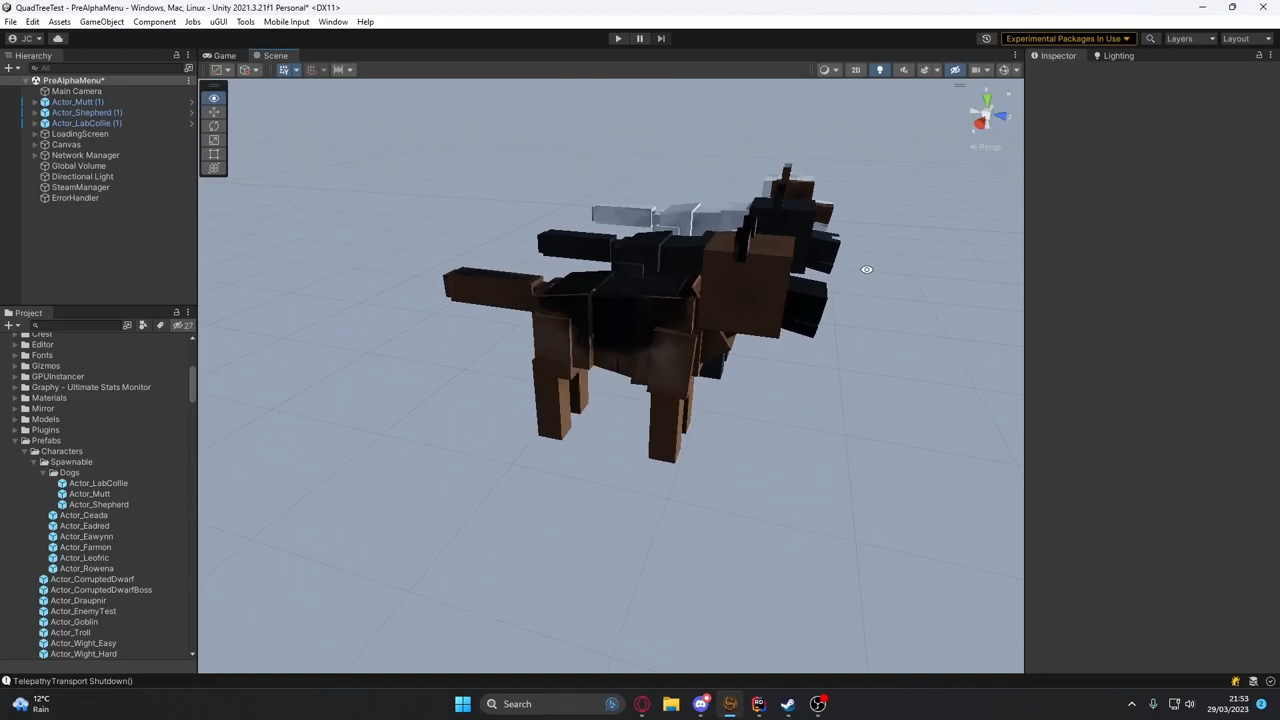 QuadTreeTest - PreAlphaMenu - Windows, Mac, Linux - Unity 2021.3.21f1 Personal* <DX11>
File Edit Assets GameObject Component Jobs uGUI Tools Mobile Input Window Help
JC Experimental Packages In Use Layers Layout
Hierarchy Game Scene Inspector Lighting
All
2D
PreAlphaMenu*
Main Camera
Actor_Mutt (1)
Actor_Shepherd (1)
Actor_LabCollie (1)
LoadingScreen
Canvas
Network Manager
Global Volume
Directional Light
SteamManager
ErrorHandler
y
x
z
Persp
Project
27
Crest
Editor
Fonts
Gizmos
GPUInstancer
Graphy - Ultimate Stats Monitor
Materials
Mirror
Models
Plugins
Prefabs
Characters
Spawnable
Dogs
Actor_LabCollie
Actor_Mutt
Actor_Shepherd
Actor_Ceada
Actor_Eadred
Actor_Eawynn
Actor_Farmon
Actor_Leofric
Actor_Rowena
Actor_CorruptedDwarf
Actor_CorruptedDwarfBoss
Actor_Draupnir
Actor_EnemyTest
Actor_Goblin
Actor_Troll
Actor_Wight_Easy
Actor_Wight_Hard
TelepathyTransport Shutdown()
12°C
Rain
Search
21:53
29/03/2023